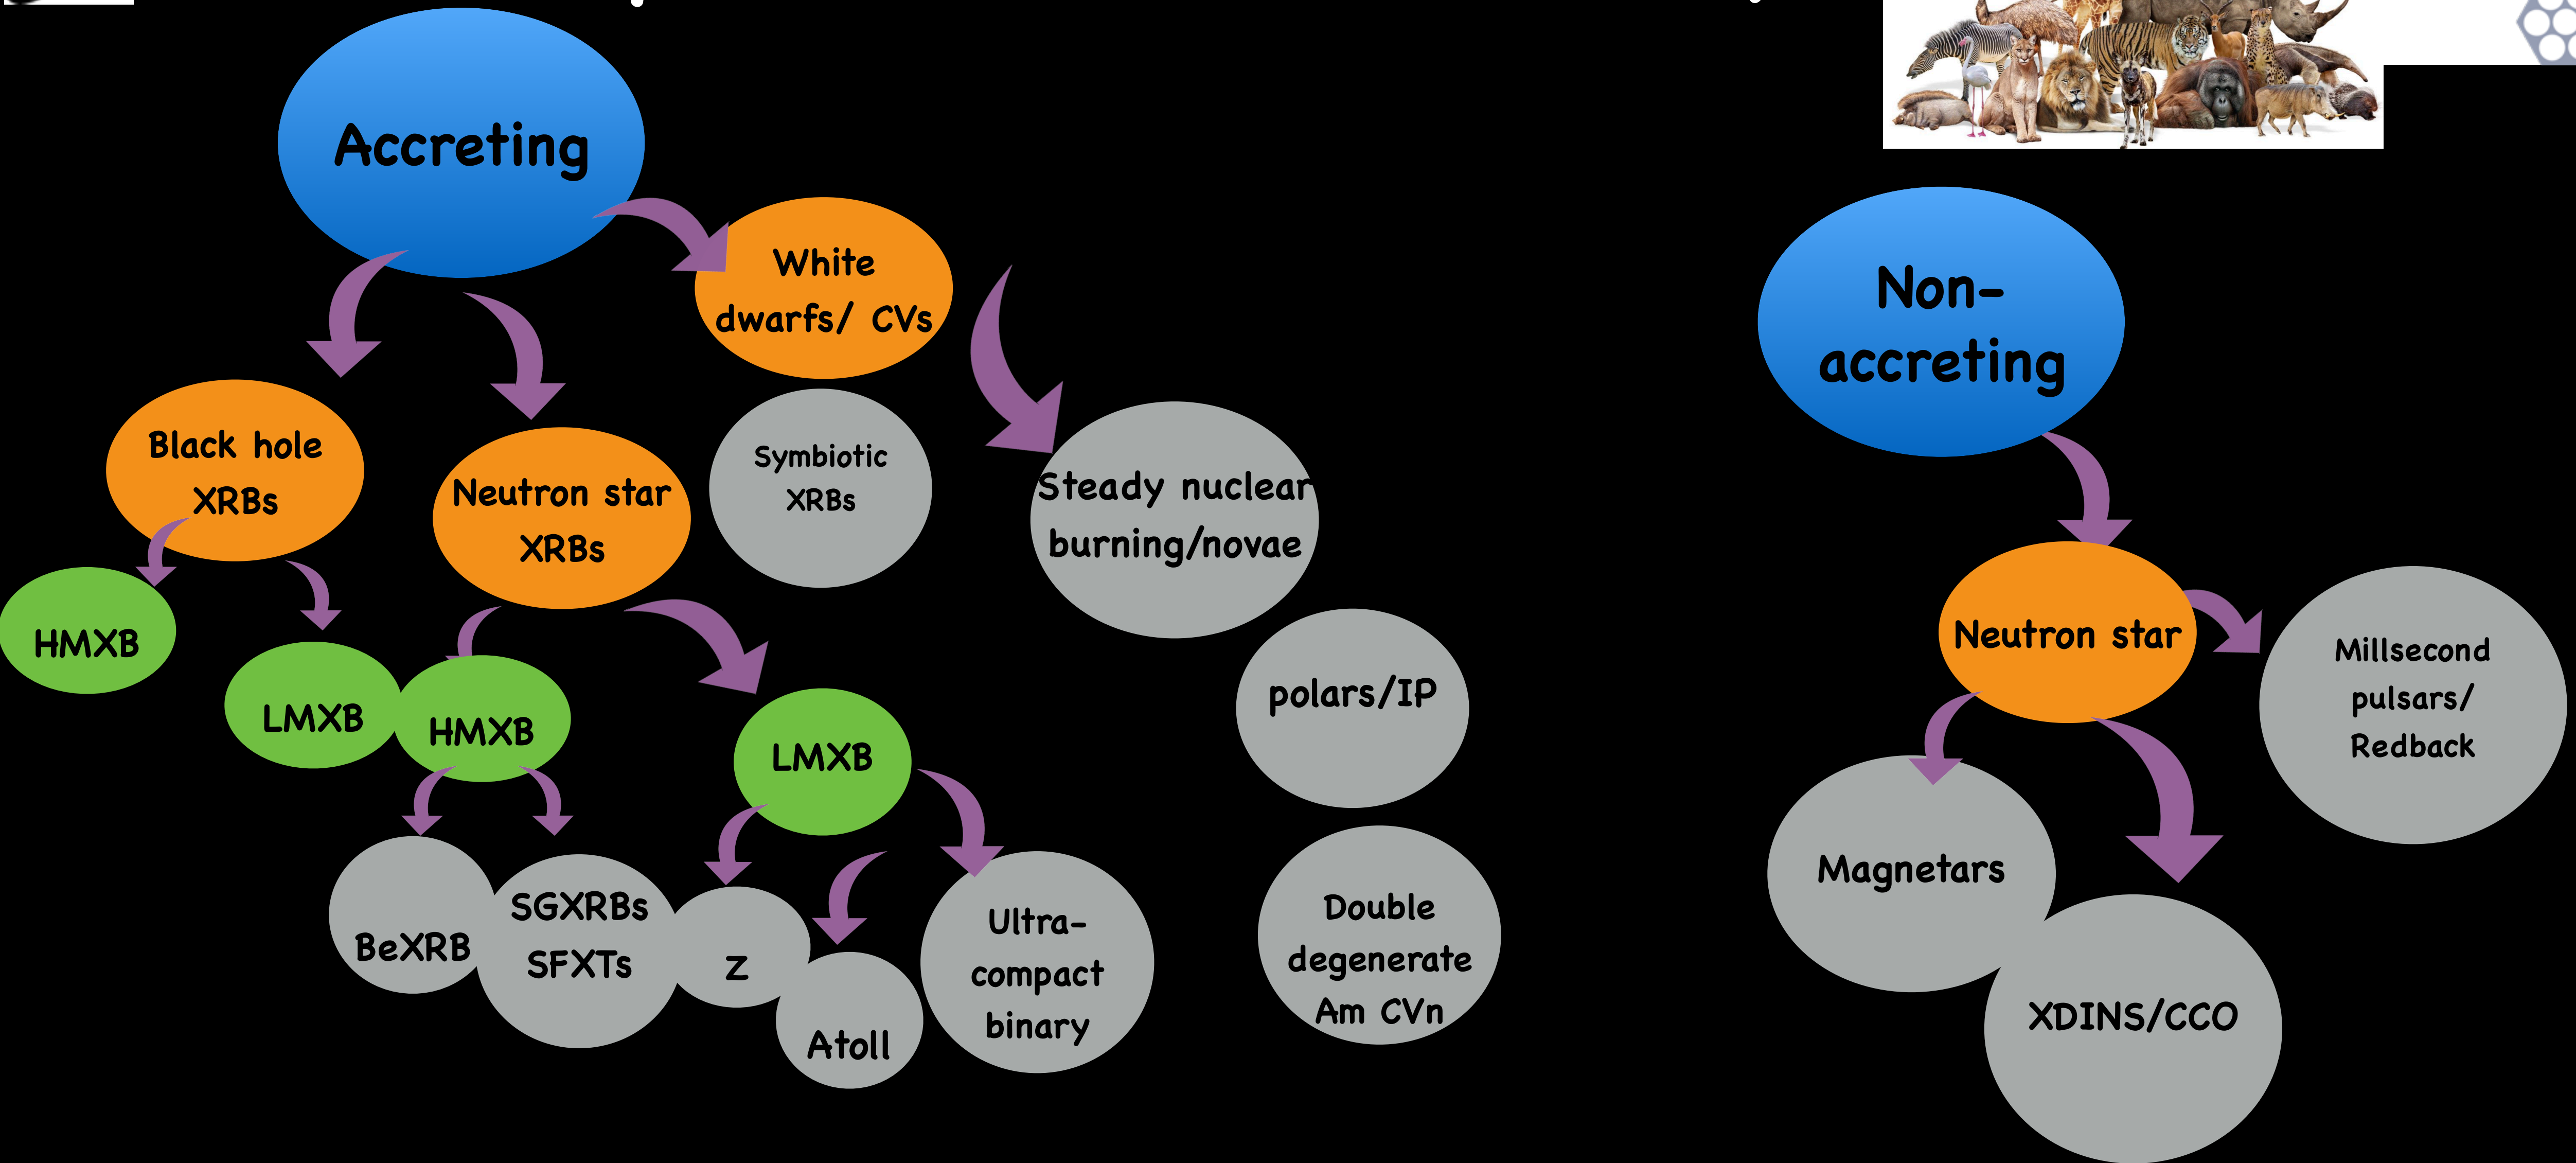 Accreting
White
dwarfs/ CVs
Black hole
XRBs
Neutron star
XRBs
Symbiotic
XRBs
Steady nuclear
burning/novae
HMXB
LMXB
HMXB
LMXB
polars/IP
BeXRB
SGXRBs
SFXTs
Z
Atoll
Ultra-
compact
binary
Double
degenerate
Am CVn
Non-
accreting
Neutron star
Millsecond
pulsars/
Redback
Magnetars
XDINS/CCO